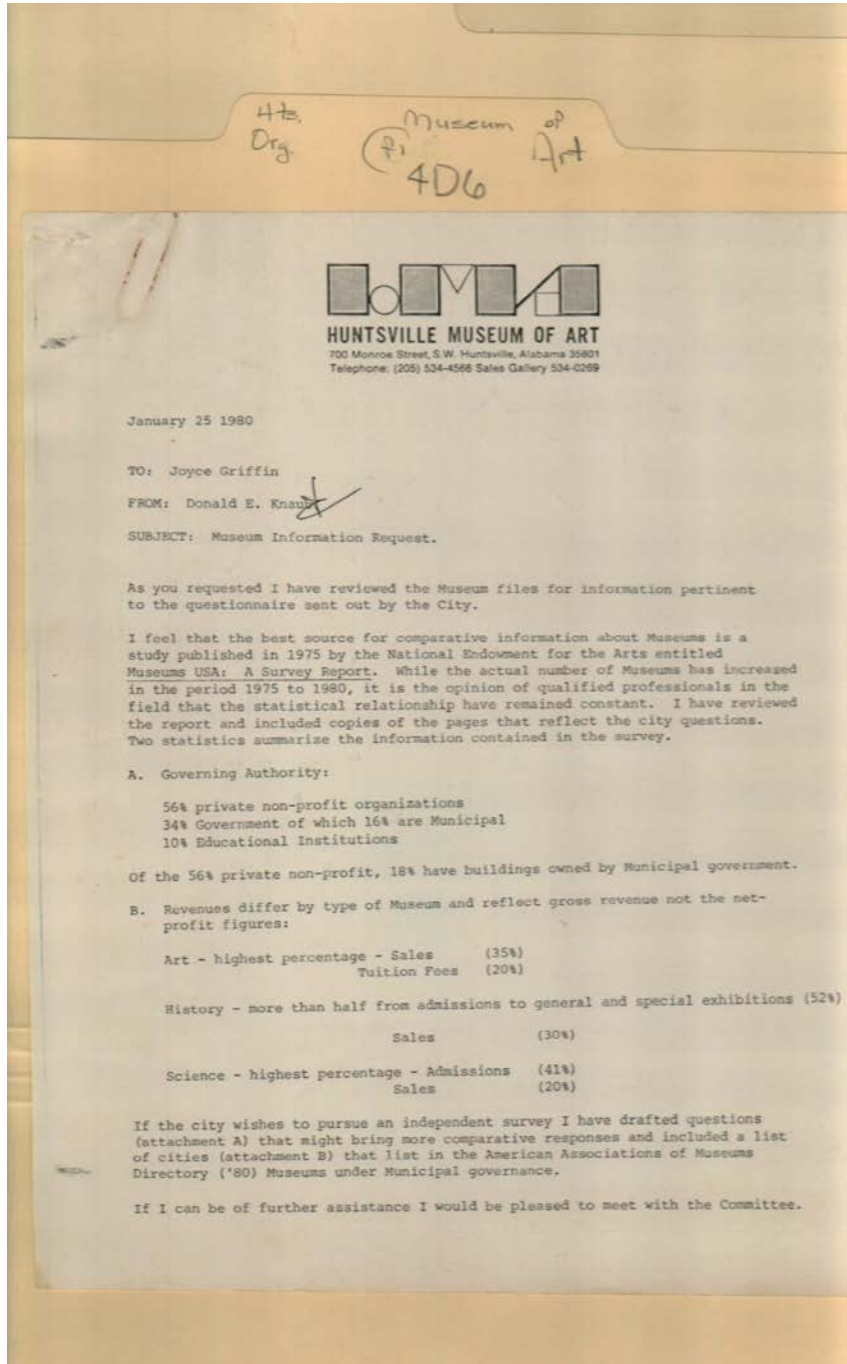 Hts. Museum of
Org. Art
4D6
HUNTSVILLE MUSEUM OF ART
700 Monroe Street, S.W. Huntsville, Alabama 35801
Telephone: (205) 534-4566 Sales Gallery 534-0269
January 25 1980
TO: Joyce Griffin
FROM: Donald E. Knaub
SUBJECT: Museum Information Request.
As you requested I have reviewed the Museum files for information pertinent
to the questionnaire sent out by the City.
I feel that the best source for comparative information about Museums is a
study published in 1975 by the National Endowment for the Arts entitled
Museums USA: A Survey Report. While the actual number of Museums has increased
in the period 1975 to 1980, it is the opinion of qualified professionals in the
field that the statistical relationship have remained constant. I have reviewed
the report and included copies of the pages that reflect the city questions.
Two statistics summarize the information contained in the survey.
A. Governing Authority:
56% private non-profit organizations
34% Government of which 16% are Municipal
10% Educational Institutions
Of the 56% private non-profit, 18% have buildings owned by Municipal government.
B. Revenues differ by type of Museum and reflect gross revenue not the net-
profit figures:
Art - highest percentage - Sales (35%)
Tuition Fees (20%)
History - more than half from admissions to general and special exhibitions (52%)
Sales (30%)
Science - highest percentage - Admissions (41%)
Sales (20%)
If the city wishes to pursue an independent survey I have drafted questions
(attachment A) that might bring more comparative responses and included a list
of cities (attachment B) that list in the American Associations of Museums
Directory ('80) Museums under Municipal governance.
If I can be of further assistance I would be pleased to meet with the Committee.